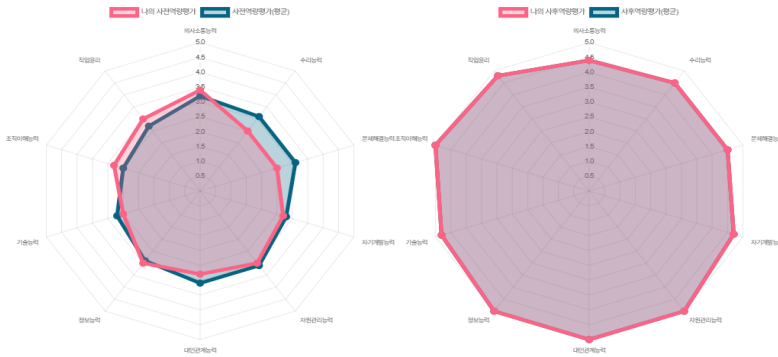 나의 사전역량평가 사전역량평가(평균)
의사소통능력
수리능력
문제해결능력
자기개발능력
자원관리능력
대인관계능력
정보능력
기술능력
조직이해능력
직업윤리
5.0
4.5
4.0
3.5
3.0
2.5
2.0
1.5
1.0
0.5
나의 사후역량평가 사후역량평가(평균)
의사소통능력
수리능력
문제해결능
자기개발능
자원관리능력
대인관계능력
정보능력
기술능력
조직이해능력
직업윤리
5.0
4.5
4.0
3.5
3.0
2.5
2.0
1.5
1.0
0.5